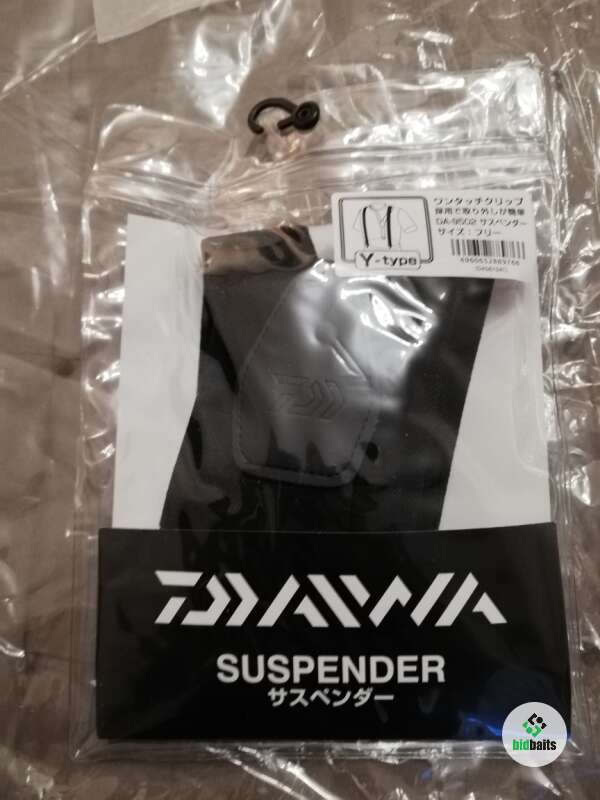 ワンタッチクリップ
採用で取り外しが簡単
DA-9502 サスペンダー
サイズ:フリー
Y-type
DAIWA
SUSPENDER
サスペンダー
bidbaits